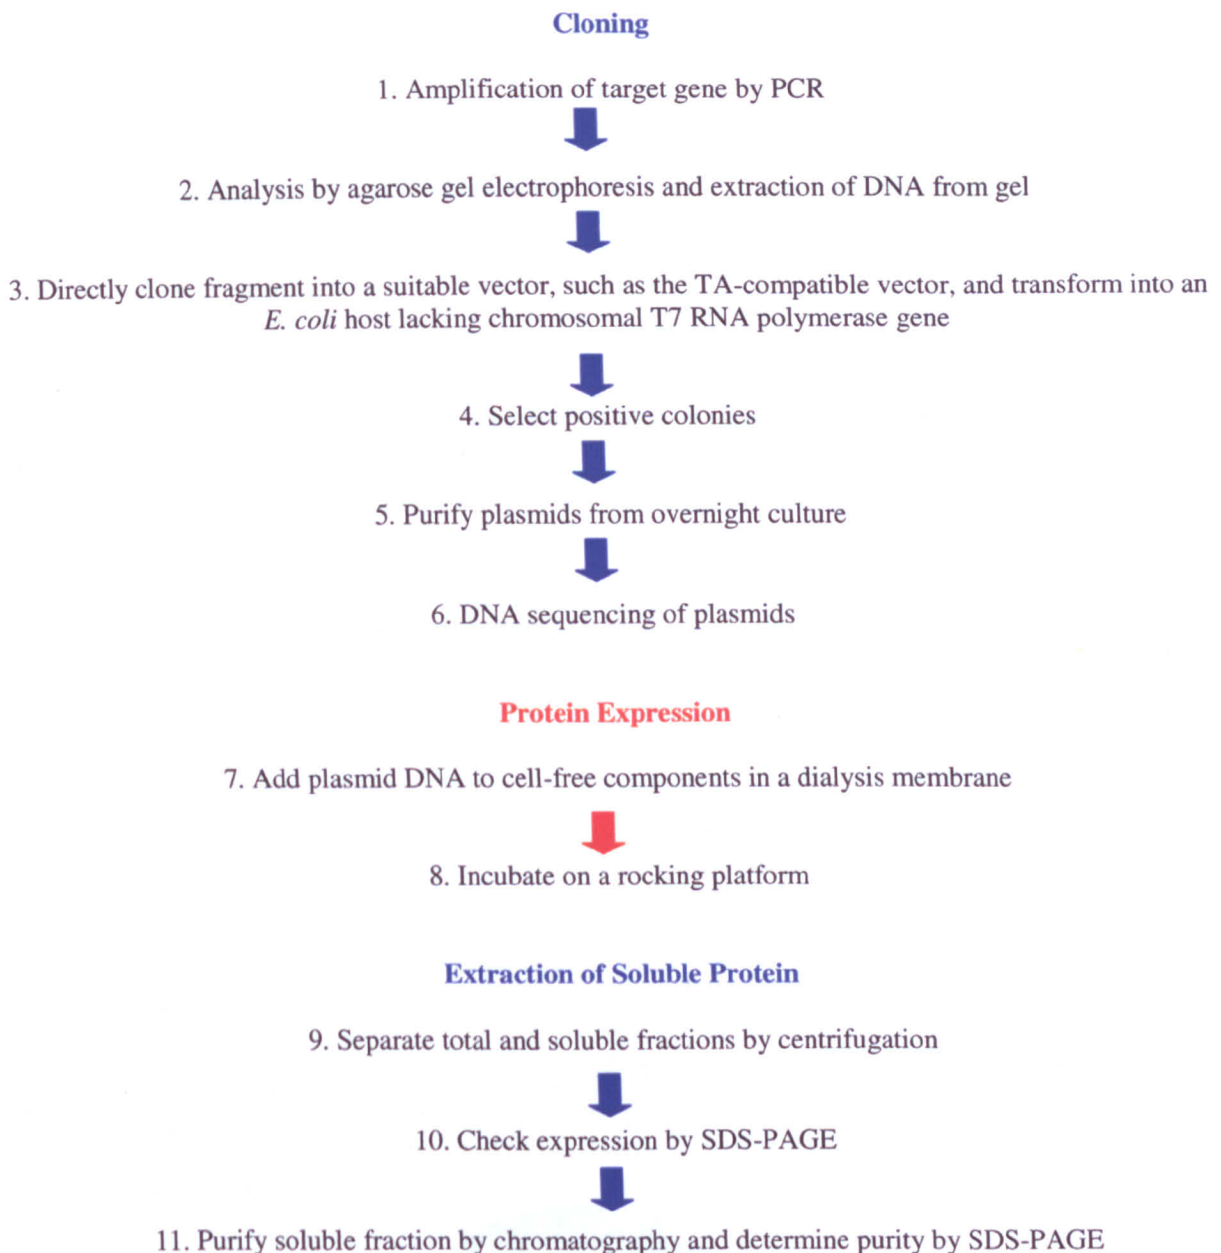 Cloning
1. Amplification of target gene by PCR
2. Analysis by agarose gel electrophoresis and extraction of DNA from gel
3. Directly clone fragment into a suitable vector, such as the TA-compatible vector, and transform into an
E. coli host lacking chromosomal T7 RNA polymerase gene
4. Select positive colonies
5. Purify plasmids from overnight culture
6. DNA sequencing of plasmids
Protein Expression
7. Add plasmid DNA to cell-free components in a dialysis membrane
8. Incubate on a rocking platform
Extraction of Soluble Protein
9. Separate total and soluble fractions by centrifugation
10. Check expression by SDS-PAGE
11. Purify soluble fraction by chromatography and determine purity by SDS-PAGE